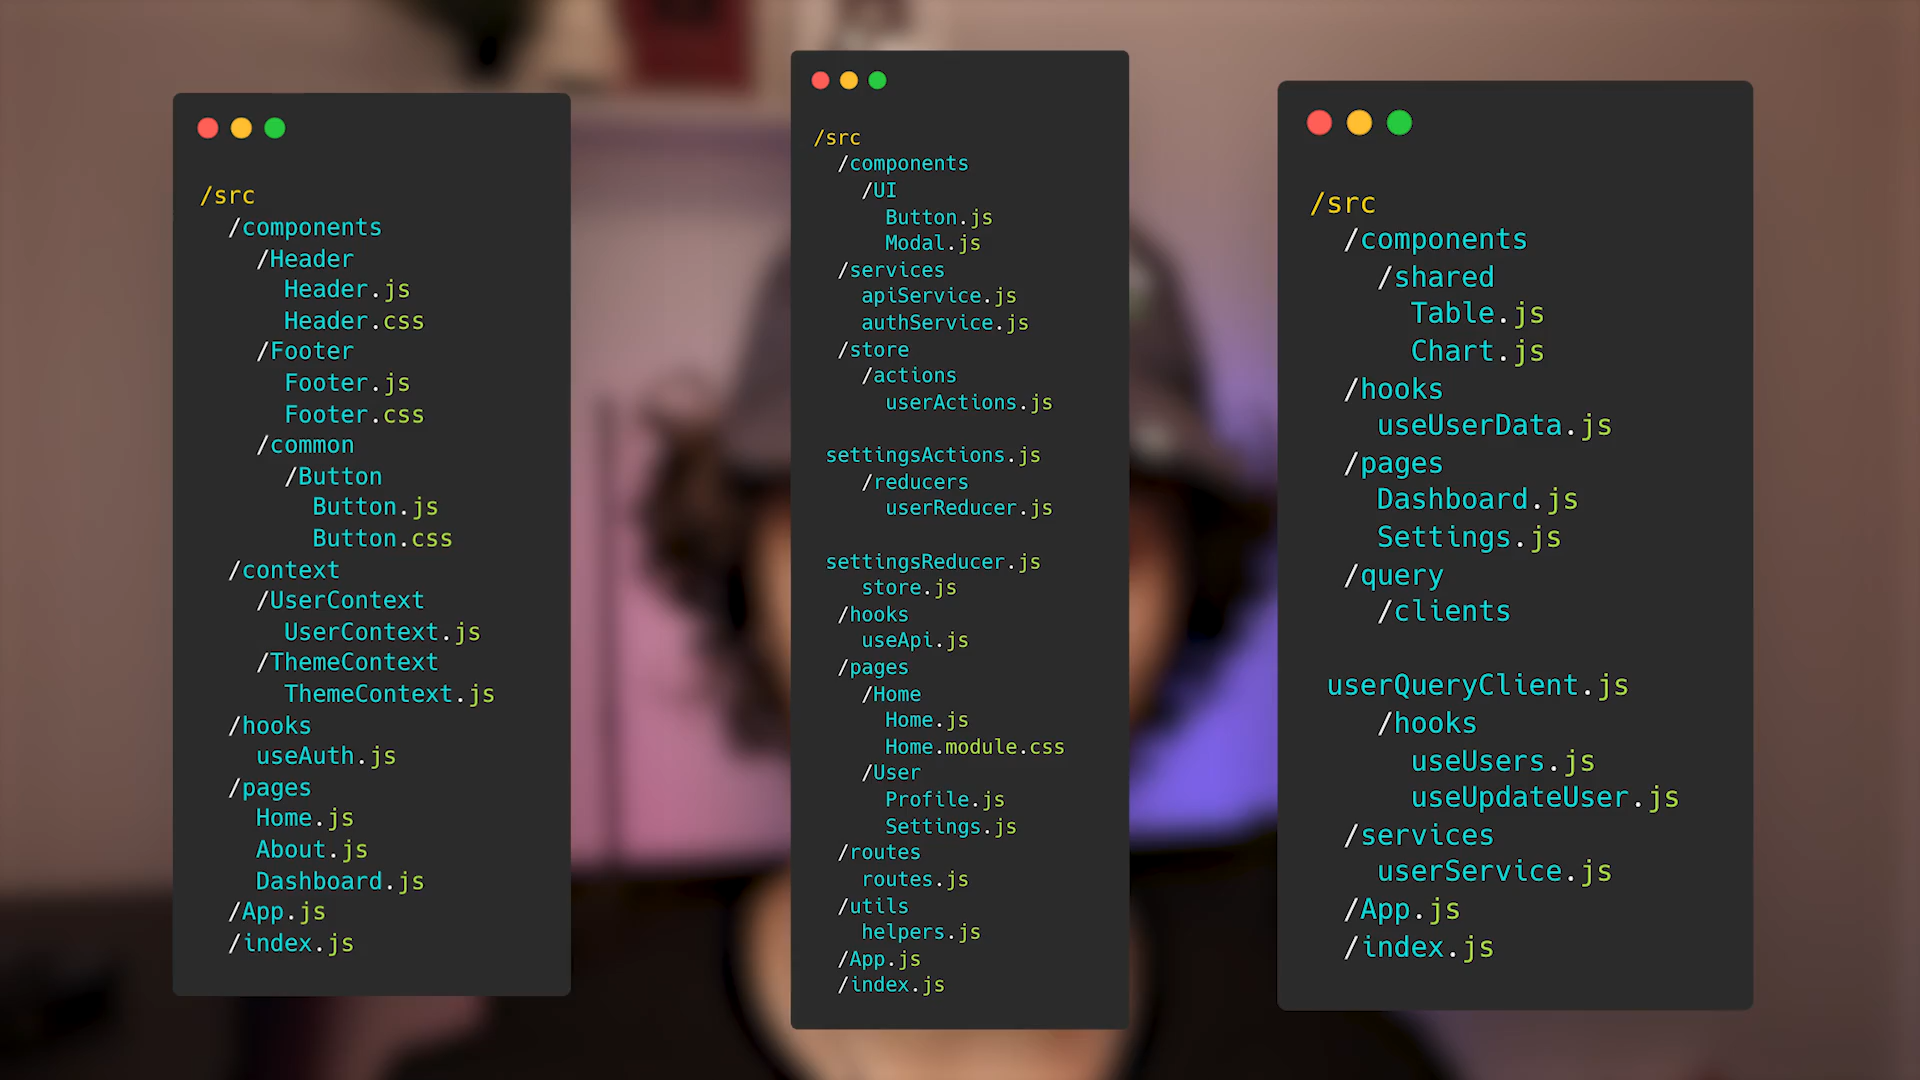 /src
/components
/Header
Header.js
Header.css
/Footer
Footer.js
Footer.css
/common
/Button
Button.js
Button.css
/context
/UserContext
UserContext.js
/ThemeContext
ThemeContext.js
/hooks
useAuth.js
/pages
Home.js
About.js
Dashboard.js
/App.js
/index.js
/src
/components
/UI
Button.js
Modal.js
/services
apiService.js
authService.js
/store
/actions
userActions.js
settingsActions.js
/reducers
userReducer.js
settingsReducer.js
store.js
/hooks
useApi.js
/pages
/Home
Home.js
Home.module.css
/User
Profile.js
Settings.js
/routes
routes.js
/utils
helpers.js
/App.js
/index.js
/src
/components
/shared
Table.js
Chart.js
/hooks
useUserData.js
/pages
Dashboard.js
Settings.js
/query
/clients
userQueryClient.js
/hooks
useUsers.js
useUpdateUser.js
/services
userService.js
/App.js
/index.js